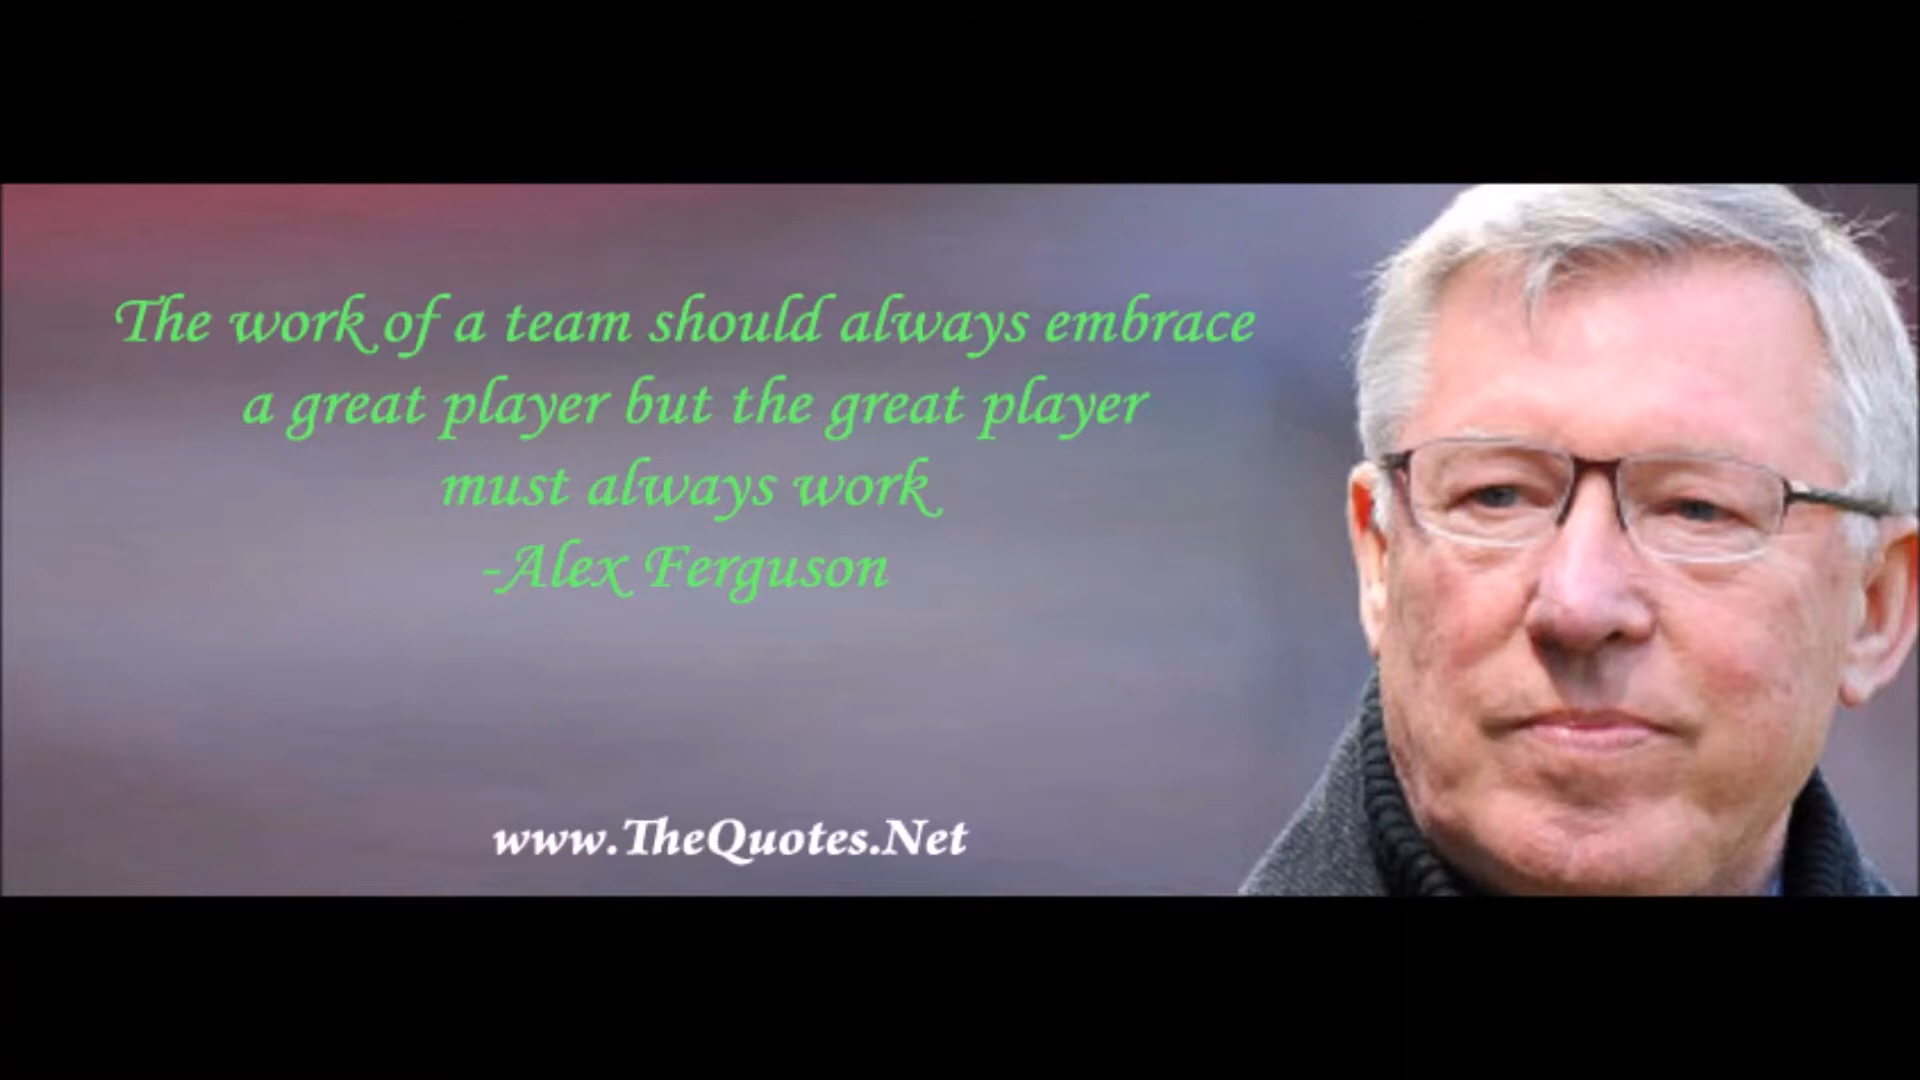 The work of a team should always embrace
a great player but the great player
must always work
-Alex Ferguson
www.TheQuotes.Net